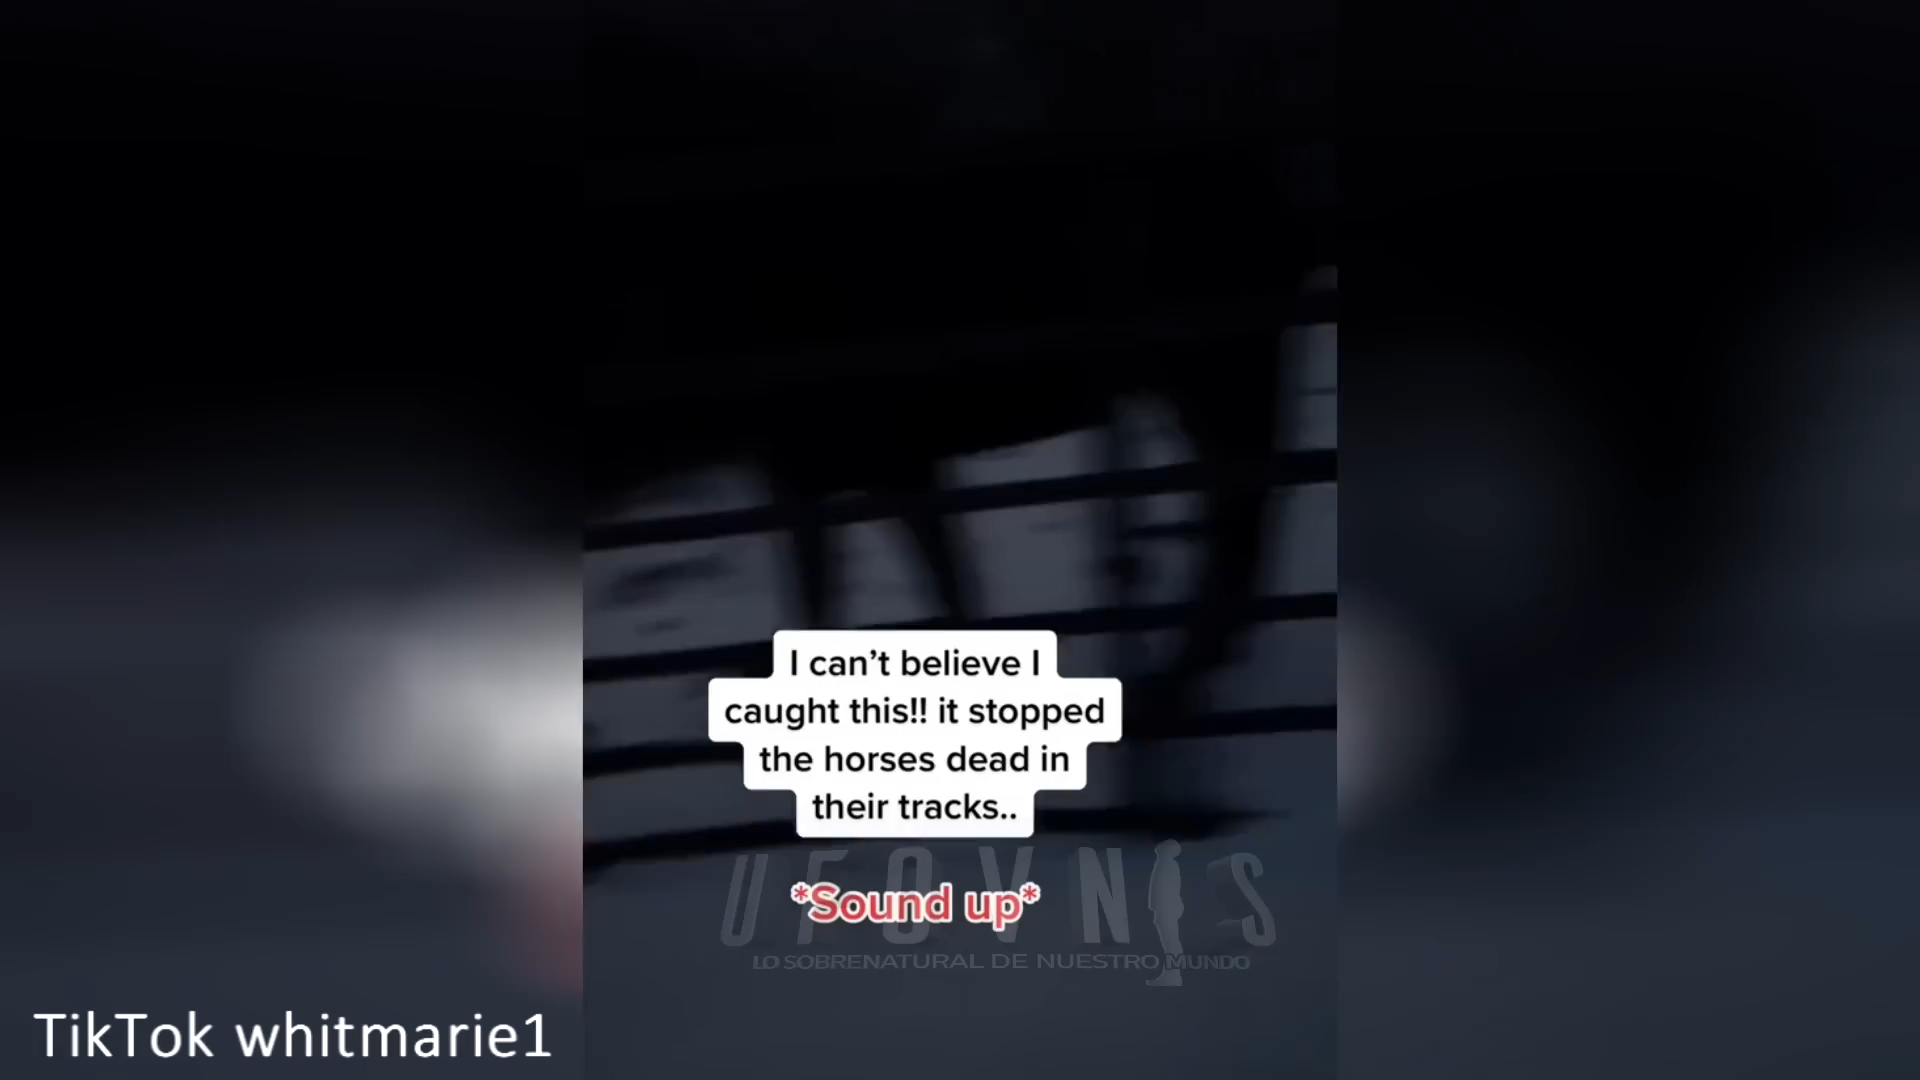 I can’t believe I
caught this!! it stopped
the horses dead in
their tracks..
*Sound up*
UFOVNIS
LO SOBRENATURAL DE NUESTRO MUNDO
TikTok whitmarie1